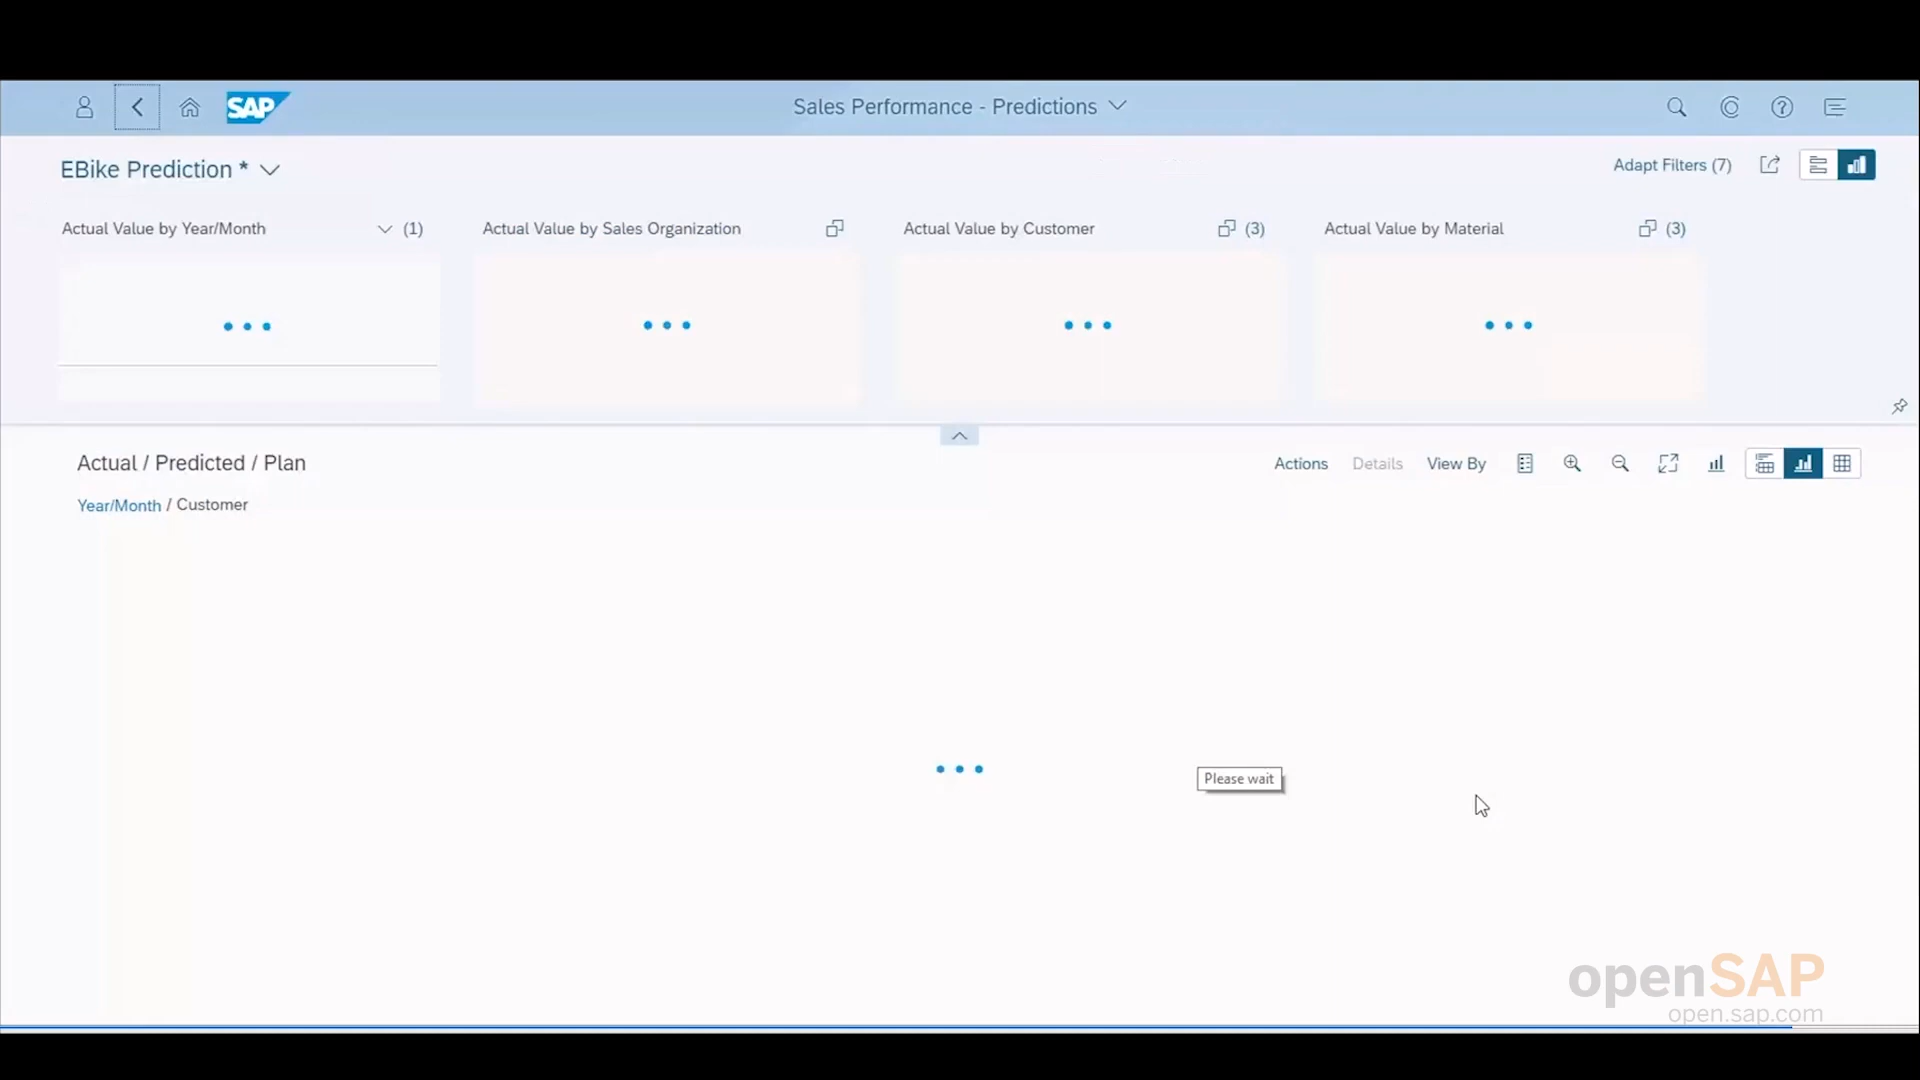 SAP
Sales Performance - Predictions
EBike Prediction *
Adapt Filters (7)
Actual Value by Year/Month
(1)
Actual Value by Sales Organization
Actual Value by Customer
(3)
Actual Value by Material
(3)
Actual / Predicted / Plan
Actions
Details
View By
Year/Month / Customer
Please wait
openSAP
open.sap.com